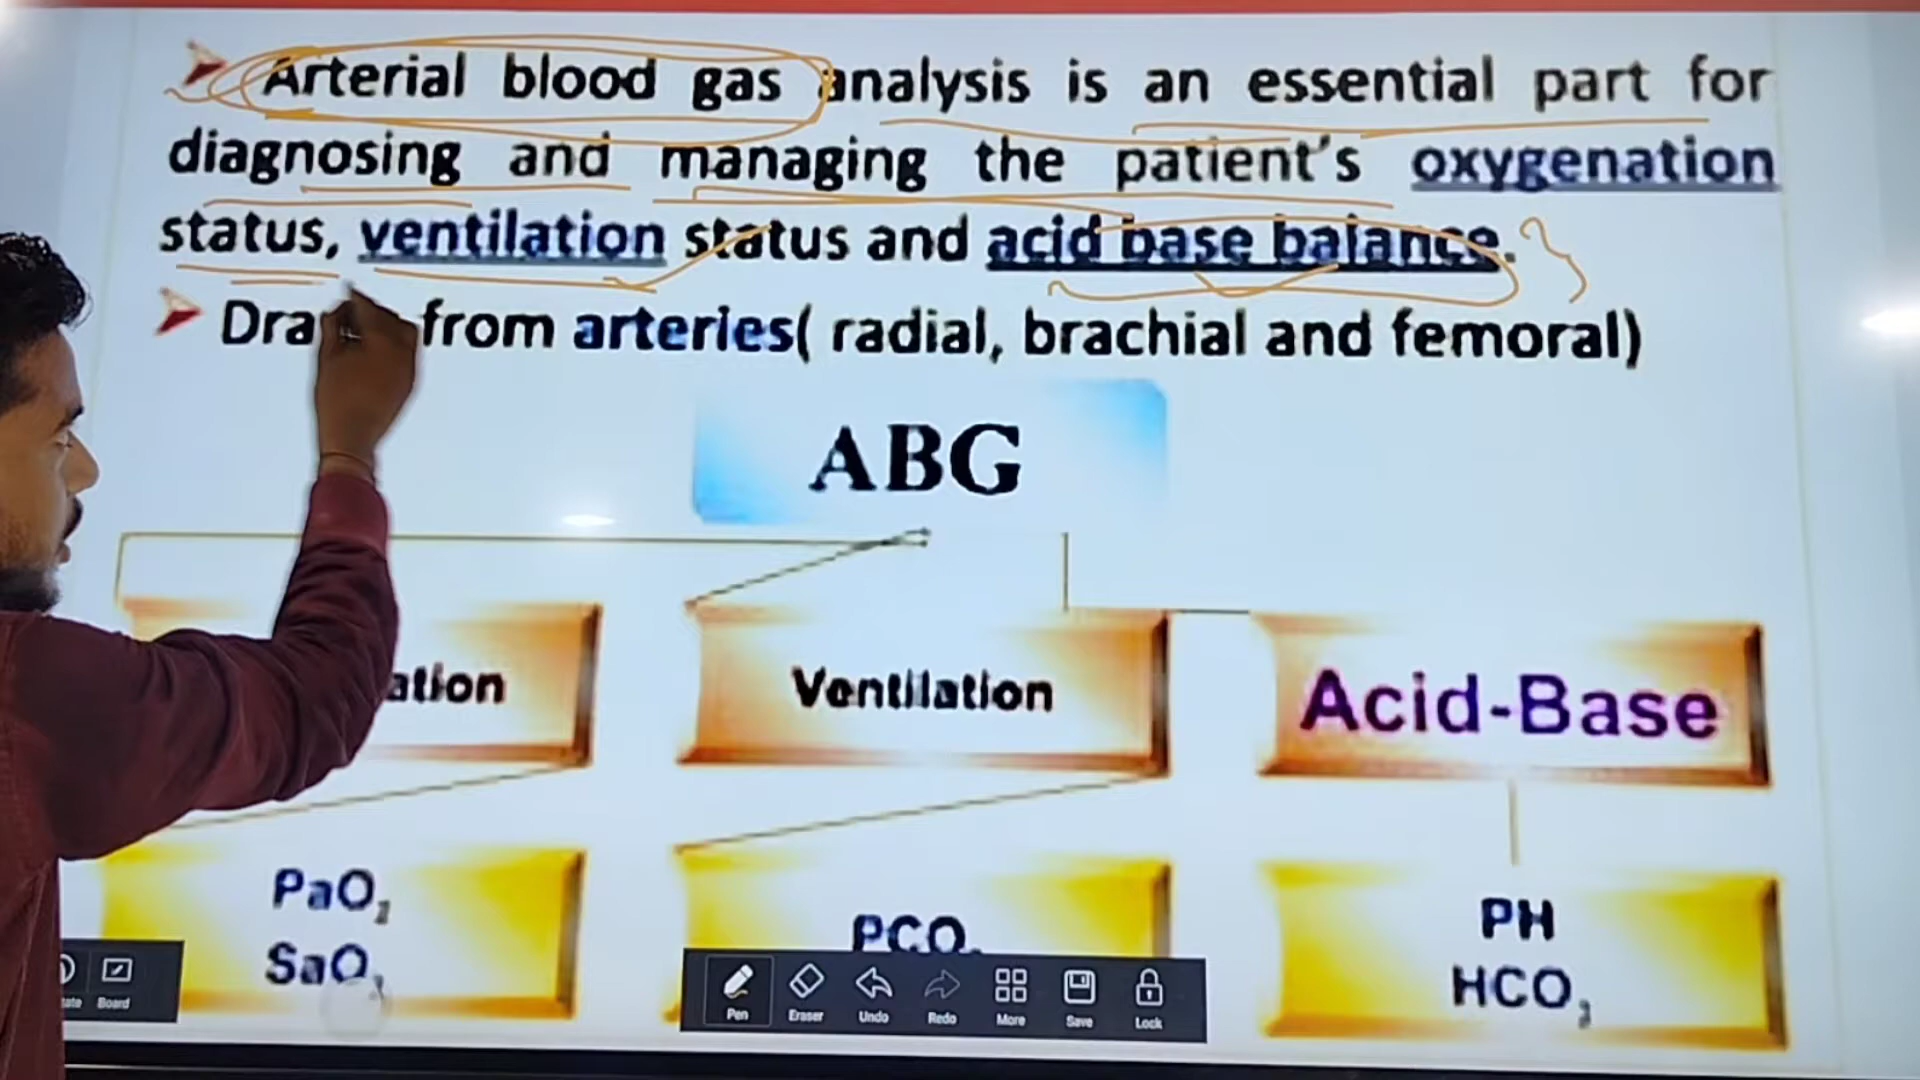 Arterial blood gas analysis is an essential part for
diagnosing and managing the patient's oxygenation
status, ventilation status and acid base balance.
from arteries( radial, brachial and femoral)
ABG
Ventilation
Acid-Base
PaO₂
SaO₂
PCO
PH
HCO₃
Board
Pen
Eraser
Undo
Redo
More
Save
Lock